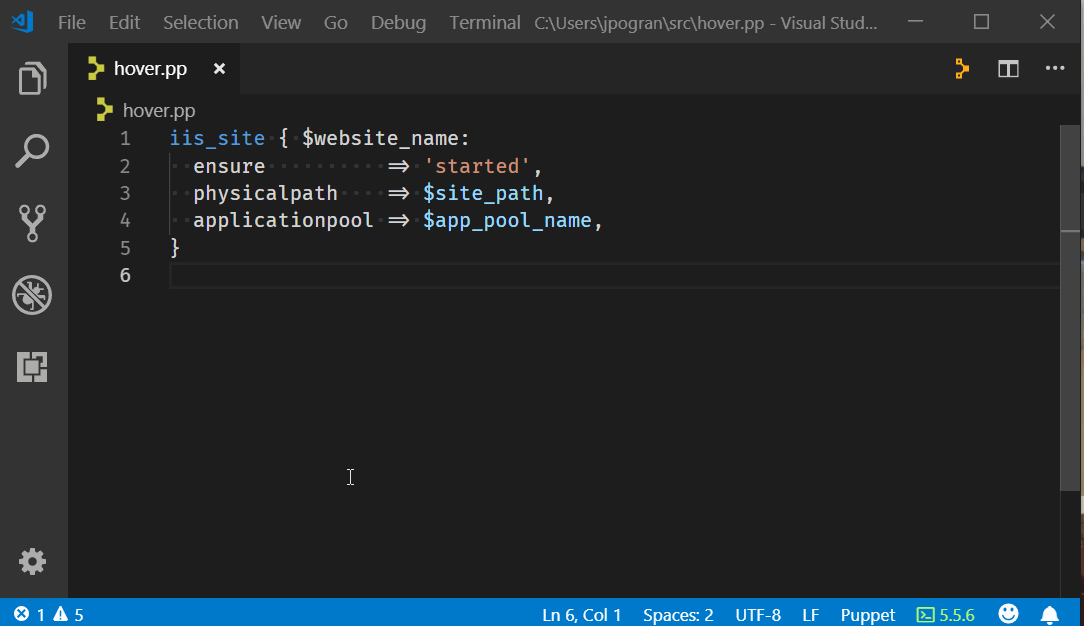 File Edit Selection View Go Debug Terminal C:\Users\jpogran\src\hover.pp - Visual Stud...
hover.pp
hover.pp
1 iis_site { $website_name:
2 ensure => 'started',
3 physicalpath => $site_path,
4 applicationpool => $app_pool_name,
5 }
6
1 5 Ln 6, Col 1 Spaces: 2 UTF-8 LF Puppet 5.5.6